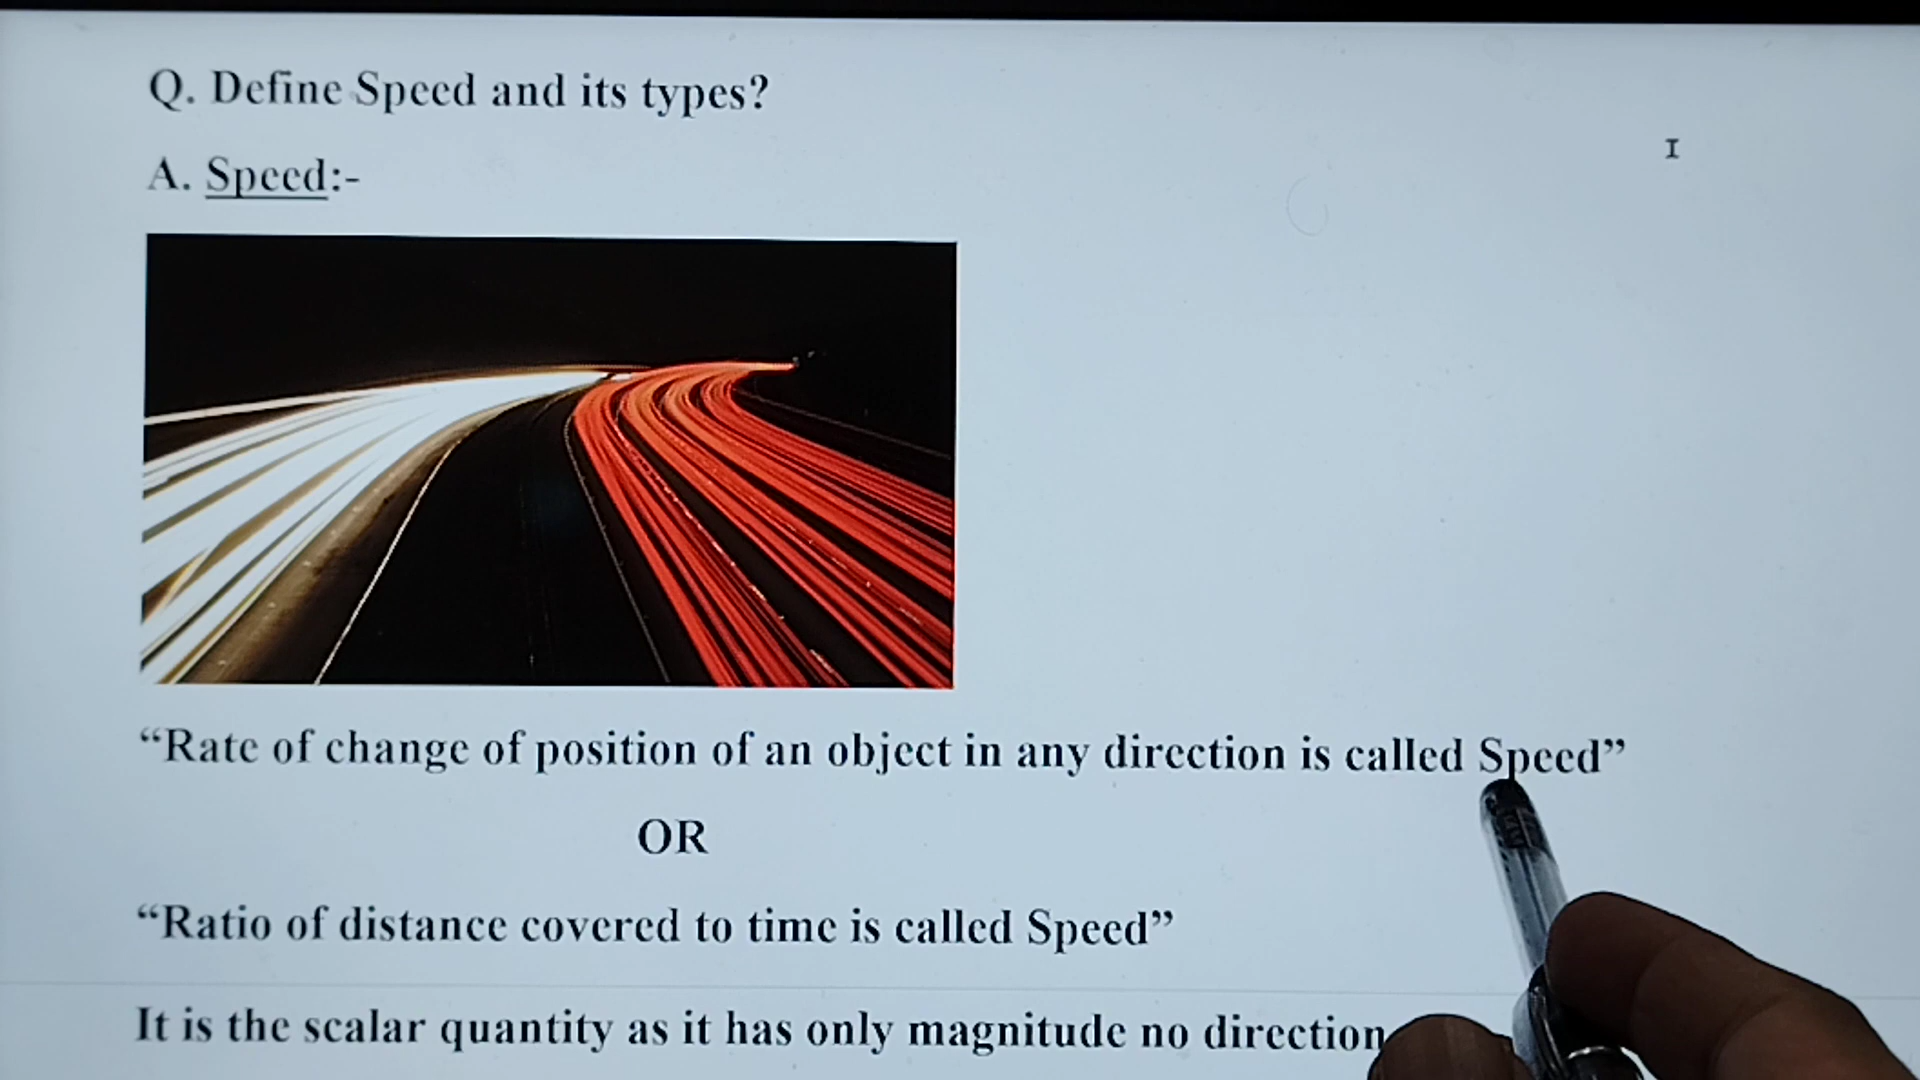 Q. Define Speed and its types?
A. Speed:-
“Rate of change of position of an object in any direction is called Speed”
OR
“Ratio of distance covered to time is called Speed”
It is the scalar quantity as it has only magnitude no direction